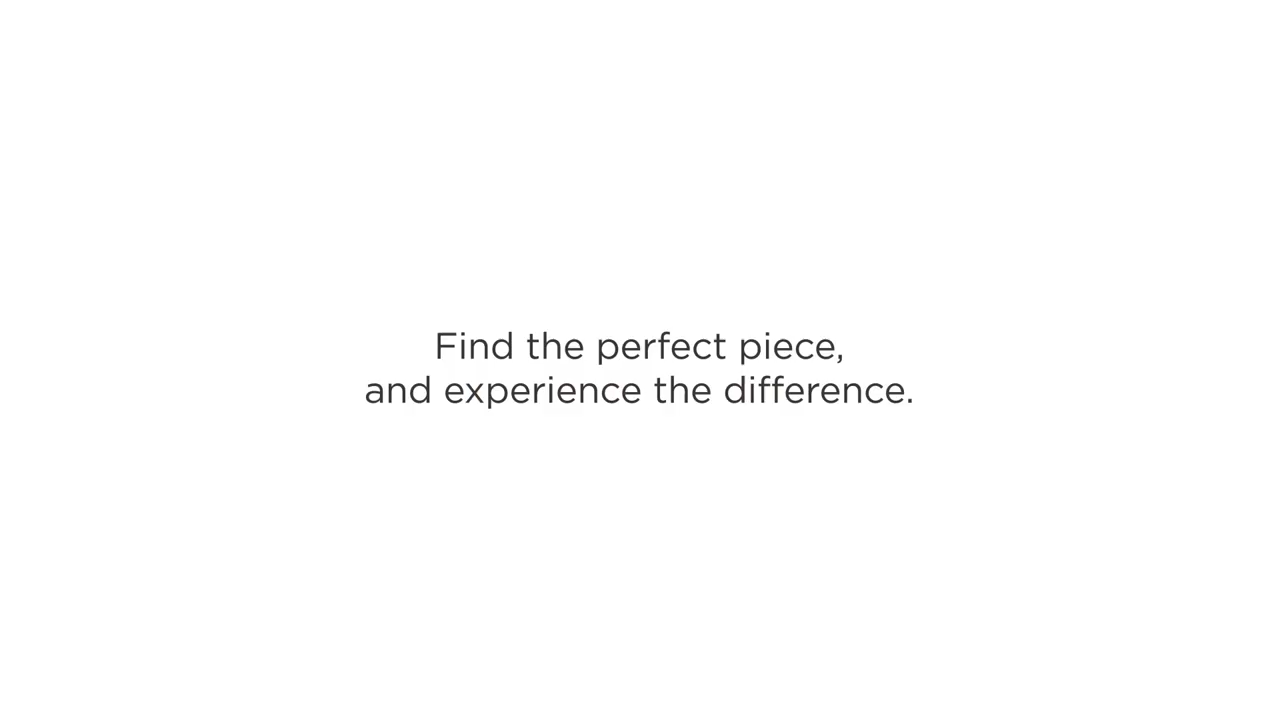 Find the perfect piece,
and experience the difference.